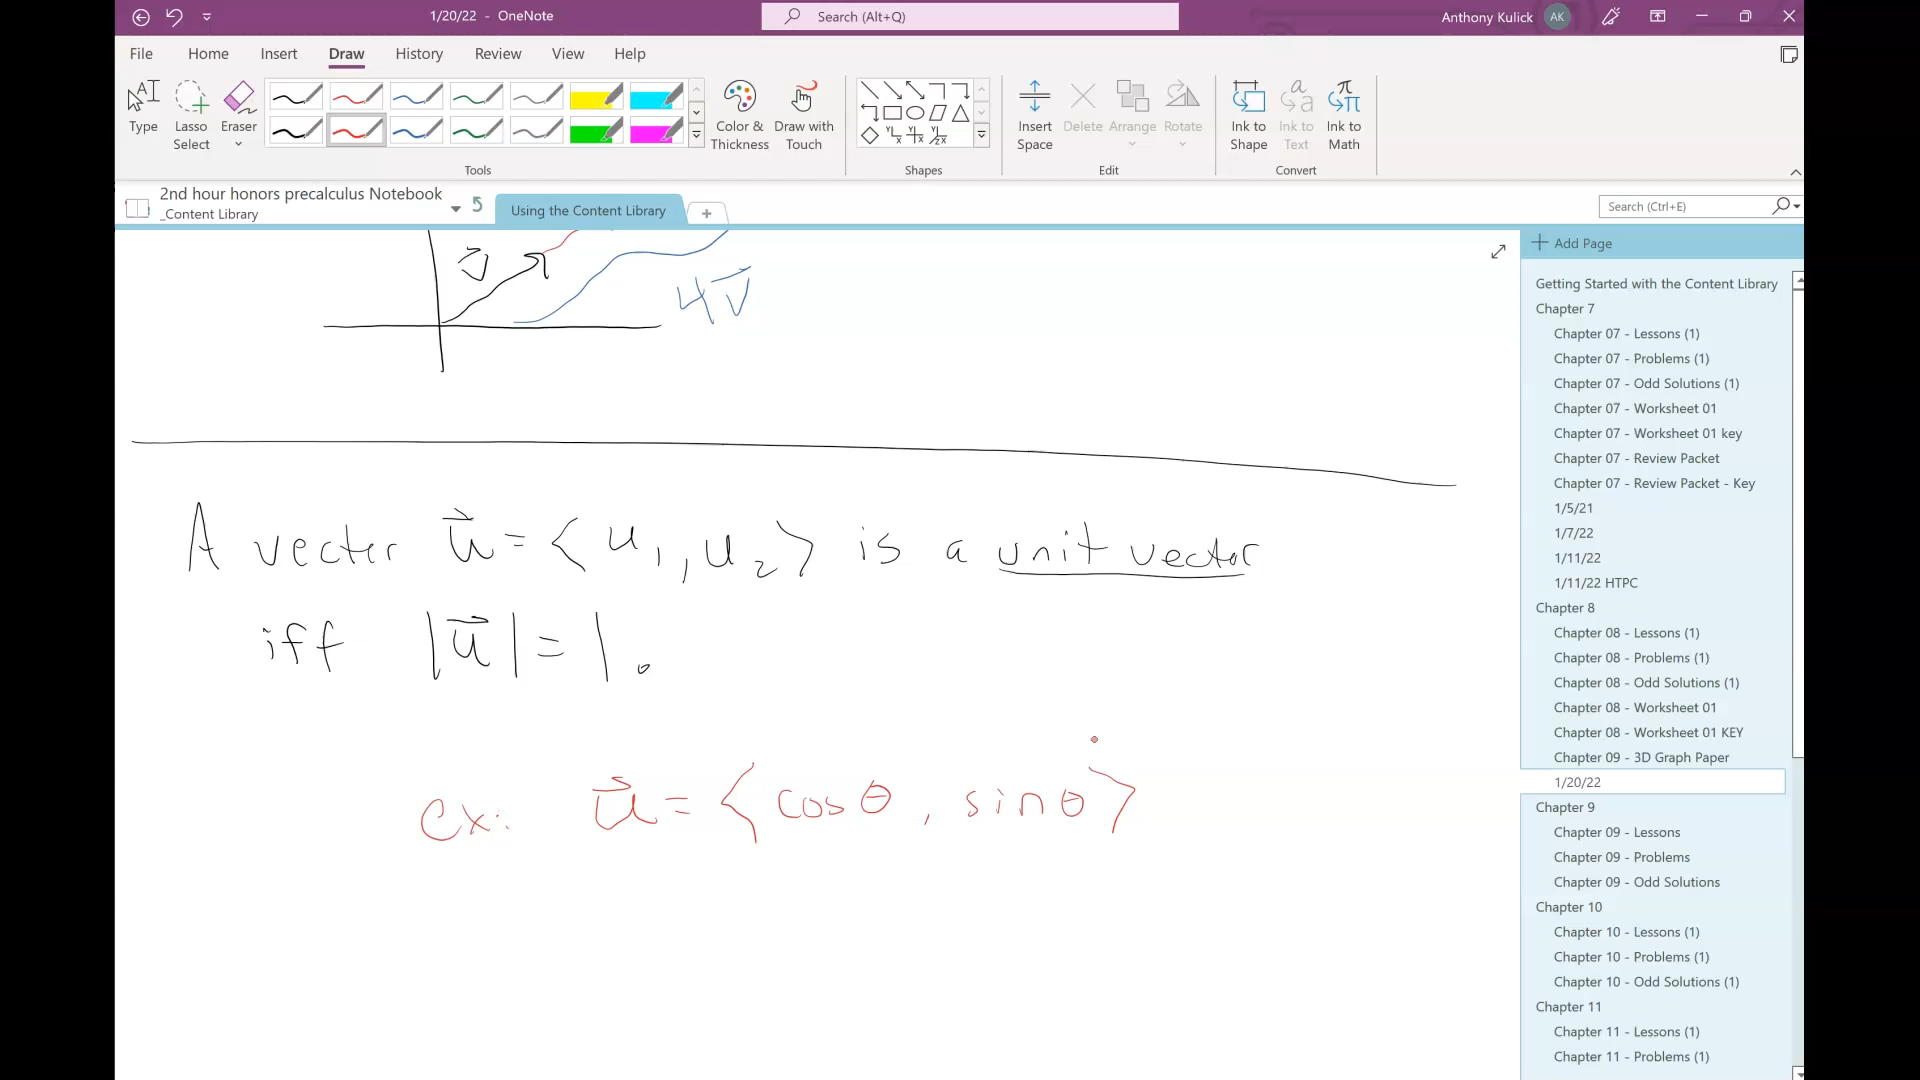 1/20/22 - OneNote
Search (Alt+Q)
Anthony Kulick AK
File Home Insert Draw History Review View Help
Type
Lasso Select
Eraser
Color & Thickness
Draw with Touch
Insert Space
Delete
Arrange
Rotate
Ink to Shape
Ink to Text
Ink to Math
Tools
Shapes
Edit
Convert
2nd hour honors precalculus Notebook
_Content Library
Using the Content Library
Search (Ctrl+E)
4v⃗
A vector u⃗ = ⟨u₁, u₂⟩ is a unit vector
iff |u⃗| = 1.
ex: u⃗ = ⟨cosθ, sinθ⟩
Add Page
Getting Started with the Content Library
Chapter 7
Chapter 07 - Lessons (1)
Chapter 07 - Problems (1)
Chapter 07 - Odd Solutions (1)
Chapter 07 - Worksheet 01
Chapter 07 - Worksheet 01 key
Chapter 07 - Review Packet
Chapter 07 - Review Packet - Key
1/5/21
1/7/22
1/11/22
1/11/22 HTPC
Chapter 8
Chapter 08 - Lessons (1)
Chapter 08 - Problems (1)
Chapter 08 - Odd Solutions (1)
Chapter 08 - Worksheet 01
Chapter 08 - Worksheet 01 KEY
Chapter 09 - 3D Graph Paper
1/20/22
Chapter 9
Chapter 09 - Lessons
Chapter 09 - Problems
Chapter 09 - Odd Solutions
Chapter 10
Chapter 10 - Lessons (1)
Chapter 10 - Problems (1)
Chapter 10 - Odd Solutions (1)
Chapter 11
Chapter 11 - Lessons (1)
Chapter 11 - Problems (1)